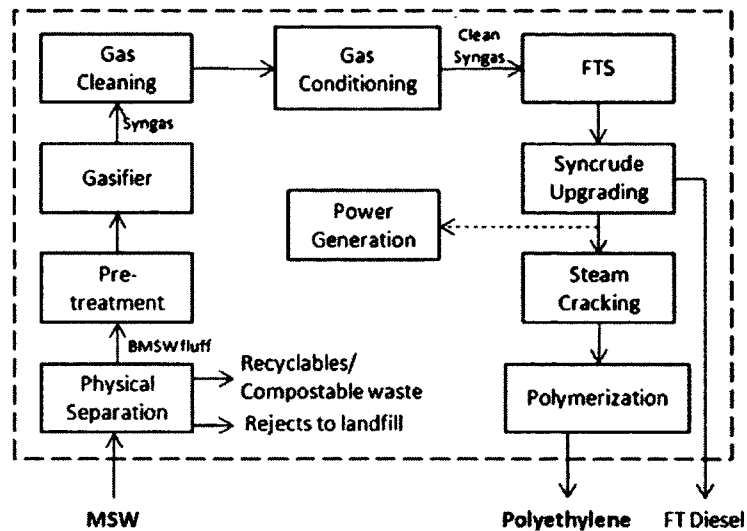 Gas
Cleaning
Gas
Conditioning
Clean
Syngas
FTS
Syngas
Gasifier
Syncrude
Upgrading
Power
Generation
Pre-
treatment
Steam
Cracking
BMSW fluff
Physical
Separation
Recyclables/
Compostable waste
Rejects to landfill
Polymerization
MSW
Polyethylene
FT Diesel